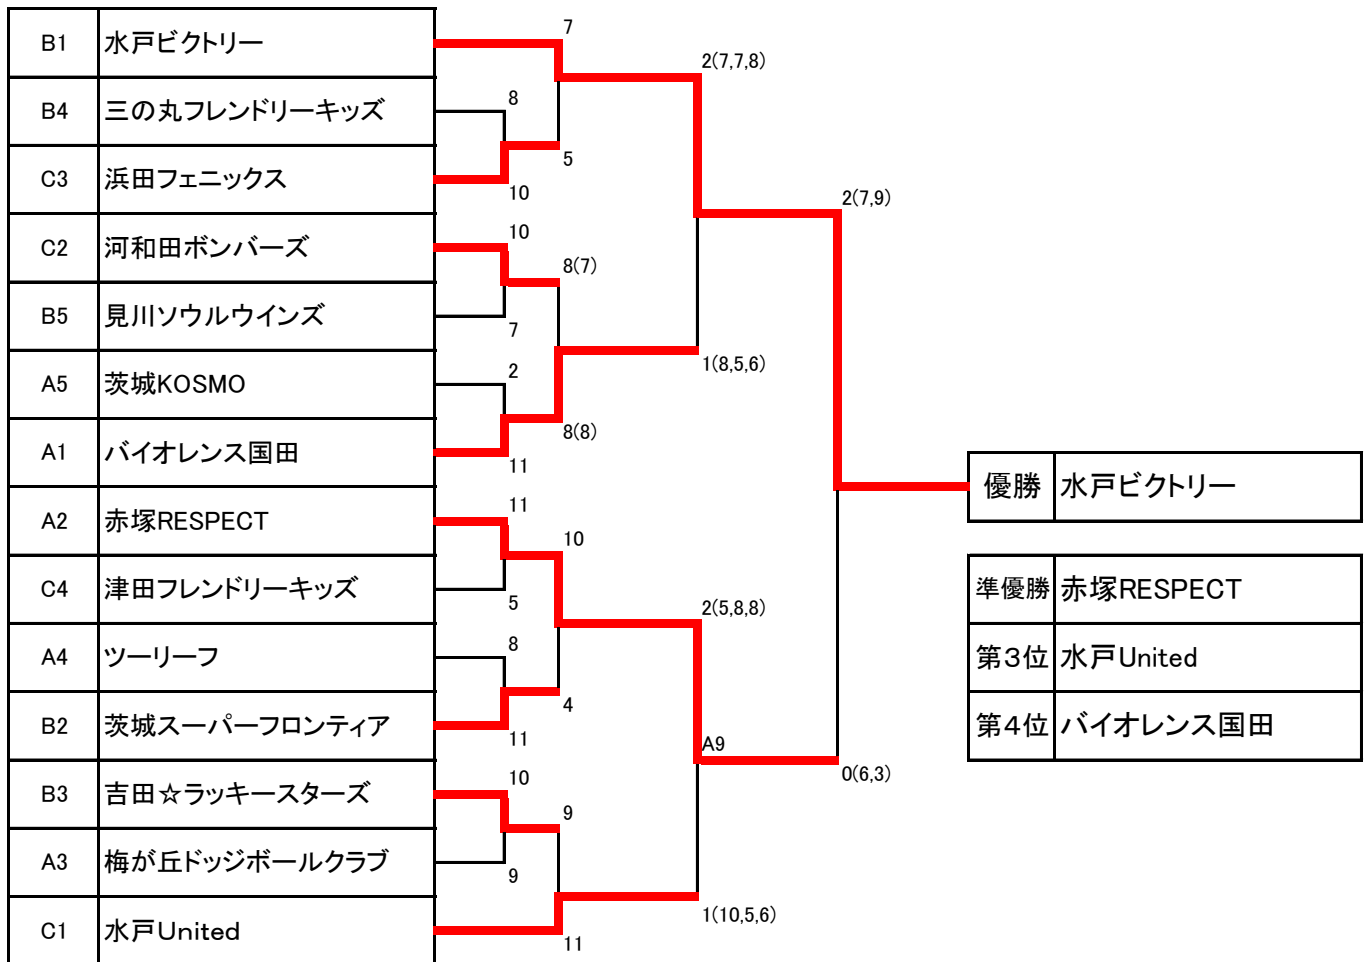 B1 水戸ビクトリー
B4 三の丸フレンドリーキッズ
C3 浜田フェニックス
C2 河和田ボンバーズ
B5 見川ソウルウインズ
A5 茨城KOSMO
A1 バイオレンス国田
A2 赤塚RESPECT
C4 津田フレンドリーキッズ
A4 ツーリーフ
B2 茨城スーパーフロンティア
B3 吉田☆ラッキースターズ
A3 梅が丘ドッジボールクラブ
C1 水戸United
8
10
10
7
2
11
11
5
8
11
10
9
7
5
8(7)
8(8)
10
4
9
11
2(7,7,8)
1(8,5,6)
2(5,8,8)
A9
1(10,5,6)
2(7,9)
0(6,3)
優勝 水戸ビクトリー
準優勝 赤塚RESPECT
第3位 水戸United
第4位 バイオレンス国田